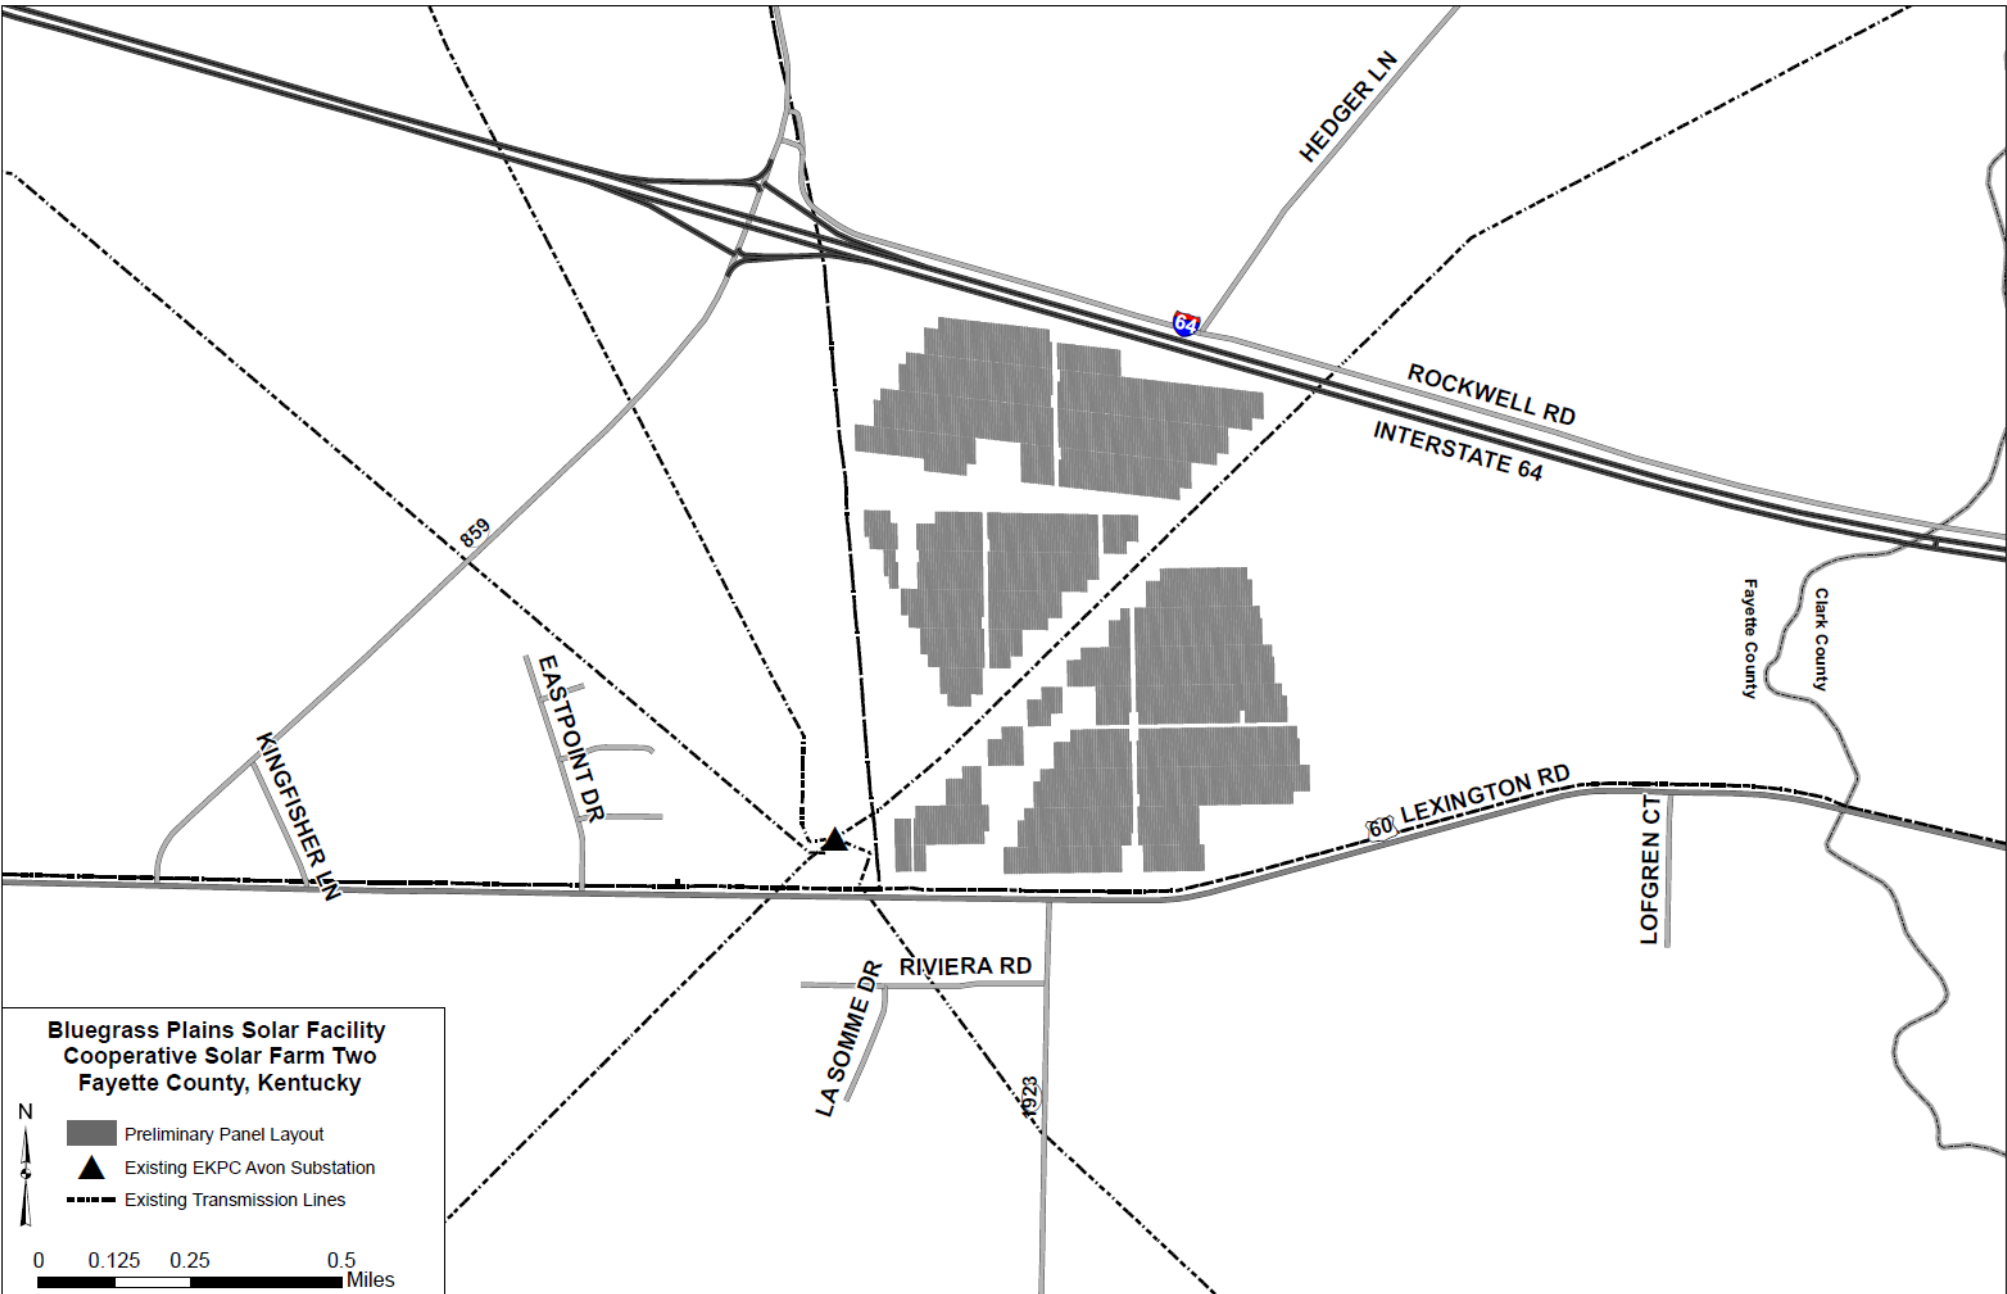 HEDGER LN
64
ROCKWELL RD
INTERSTATE 64
859
Fayette County
Clark County
EASTPOINT DR
KINGFISHER LN
60
LEXINGTON RD
LOFGREN CT
RIVIERA RD
LA SOMME DR
1923
Bluegrass Plains Solar Facility
Cooperative Solar Farm Two
Fayette County, Kentucky
N
Preliminary Panel Layout
Existing EKPC Avon Substation
Existing Transmission Lines
0 0.125 0.25 0.5
Miles